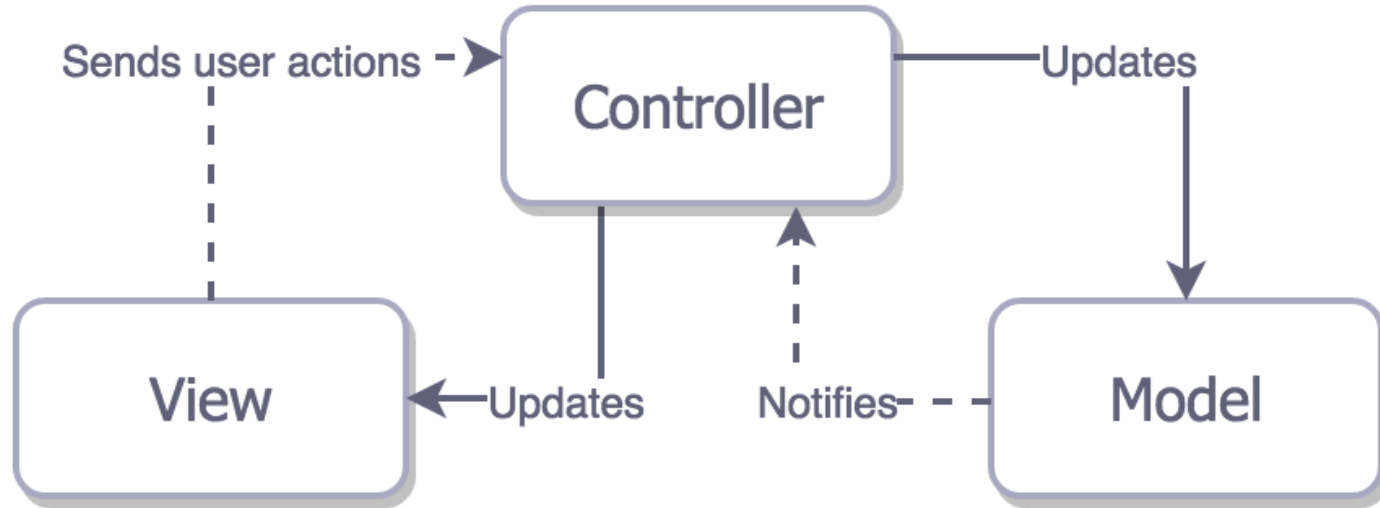 Sends user actions
Controller
Updates
View
Updates
Notifies
Model